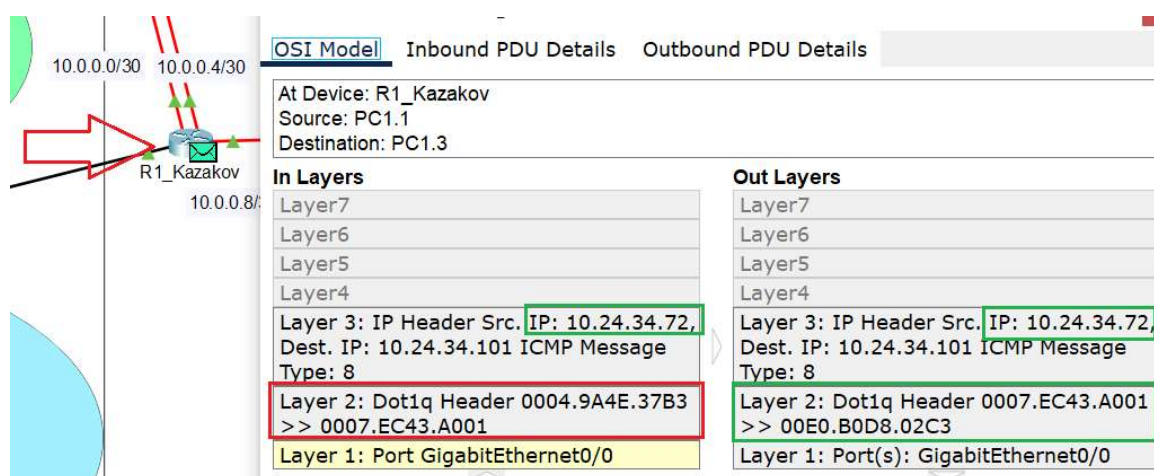 OSI Model Inbound PDU Details Outbound PDU Details
10.0.0.0/30 10.0.0.4/30
At Device: R1_Kazakov
Source: PC1.1
Destination: PC1.3
R1_Kazakov
10.0.0.8/
In Layers
Layer7
Layer6
Layer5
Layer4
Layer 3: IP Header Src. IP: 10.24.34.72,
Dest. IP: 10.24.34.101 ICMP Message
Type: 8
Layer 2: Dot1q Header 0004.9A4E.37B3
>> 0007.EC43.A001
Layer 1: Port GigabitEthernet0/0
Out Layers
Layer7
Layer6
Layer5
Layer4
Layer 3: IP Header Src. IP: 10.24.34.72,
Dest. IP: 10.24.34.101 ICMP Message
Type: 8
Layer 2: Dot1q Header 0007.EC43.A001
>> 00E0.B0D8.02C3
Layer 1: Port(s): GigabitEthernet0/0